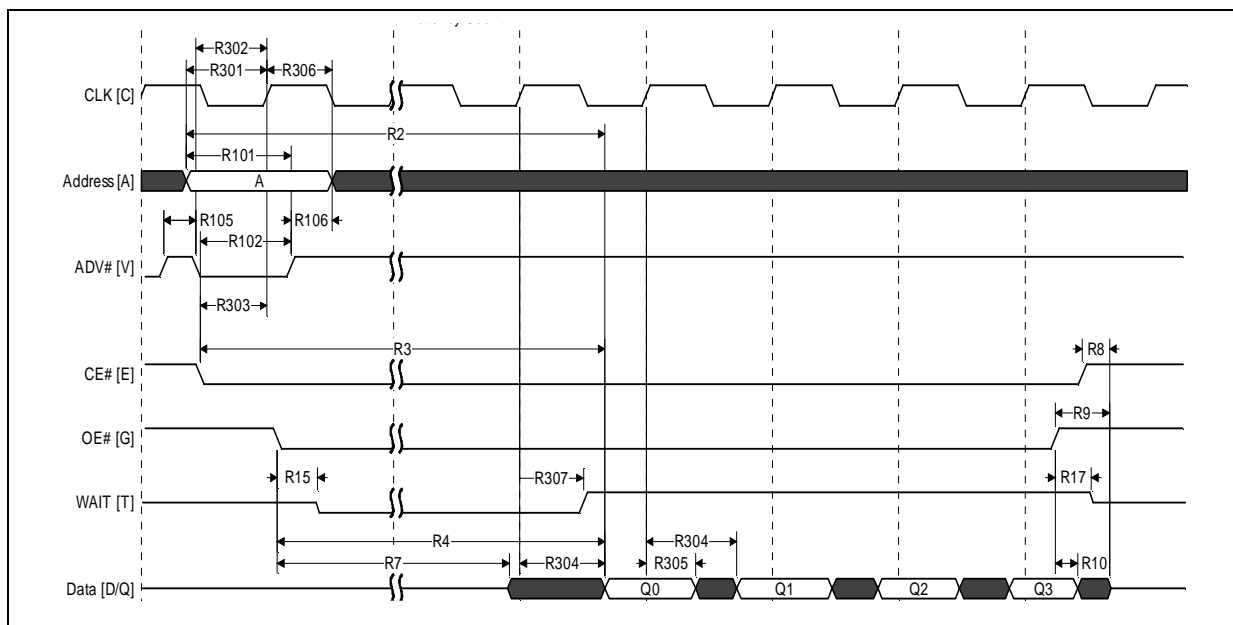 R302
R301 R306
CLK [C]
R2
R101
Address [A] A
R105 R106
R102
ADV# [V]
R303
R3
R8
CE# [E]
R9
OE# [G]
R15 R307 R17
WAIT [T]
R4 R304
R7 R304 R305 R10
Data [D/Q] Q0 Q1 Q2 Q3